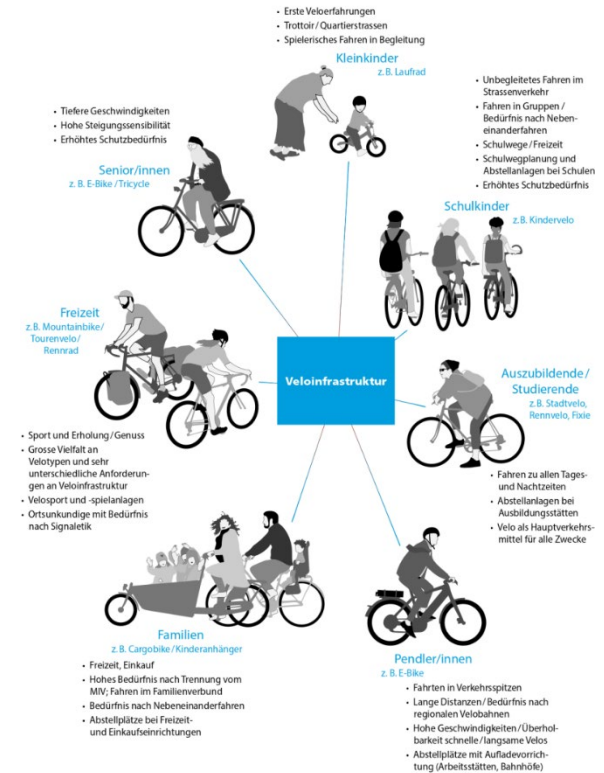 • Erste Veloerfahrungen
• Trottoir/Quartierstrassen
• Spielerisches Fahren in Begleitung
Kleinkinder
z.B. Laufrad
• Unbegleitetes Fahren im
Strassenverkehr
• Fahren in Gruppen/
Bedürfnis nach Neben-
einanderfahren
• Schulwege/Freizeit
• Schulwegplanung und
Abstellanlagen bei Schulen
• Erhöhtes Schutzbedürfnis
Schulkinder
z.B. Kindervelo
• Tiefere Geschwindigkeiten
• Hohe Steigungssensibilität
• Erhöhtes Schutzbedürfnis
Senior/innen
z. B. E-Bike/Tricycle
Freizeit
z.B. Mountainbike/
Tourenvelo/
Rennrad
• Sport und Erholung/Genuss
• Grosse Vielfalt an
Velotypen und sehr
unterschiedliche Anforderun-
gen an Veloinfrastruktur
• Velosport und -spielanlagen
• Ortsunkundige mit Bedürfnis
nach Signaletik
Veloinfrastruktur
Auszubildende/
Studierende
z.B. Stadtvelo,
Rennvelo, Fixie
• Fahren zu allen Tages-
und Nachtzeiten
• Abstellanlagen bei
Ausbildungsstätten
• Velo als Hauptverkehrs-
mittel für alle Zwecke
Familien
z.B. Cargobike/Kinderanhänger
• Freizeit, Einkauf
• Hohes Bedürfnis nach Trennung vom
MIV; Fahren im Familienverbund
• Bedürfnis nach Nebeneinanderfahren
• Abstellplätze bei Freizeit-
und Einkaufseinrichtungen
Pendler/innen
z.B. E-Bike
• Fahrten in Verkehrsspitzen
• Lange Distanzen/Bedürfnis nach
regionalen Velobahnen
• Hohe Geschwindigkeiten/Überhol-
barkeit schnelle/langsame Velos
• Abstellplätze mit Aufladevorrich-
tung (Arbeitsstätten, Bahnhöfe)